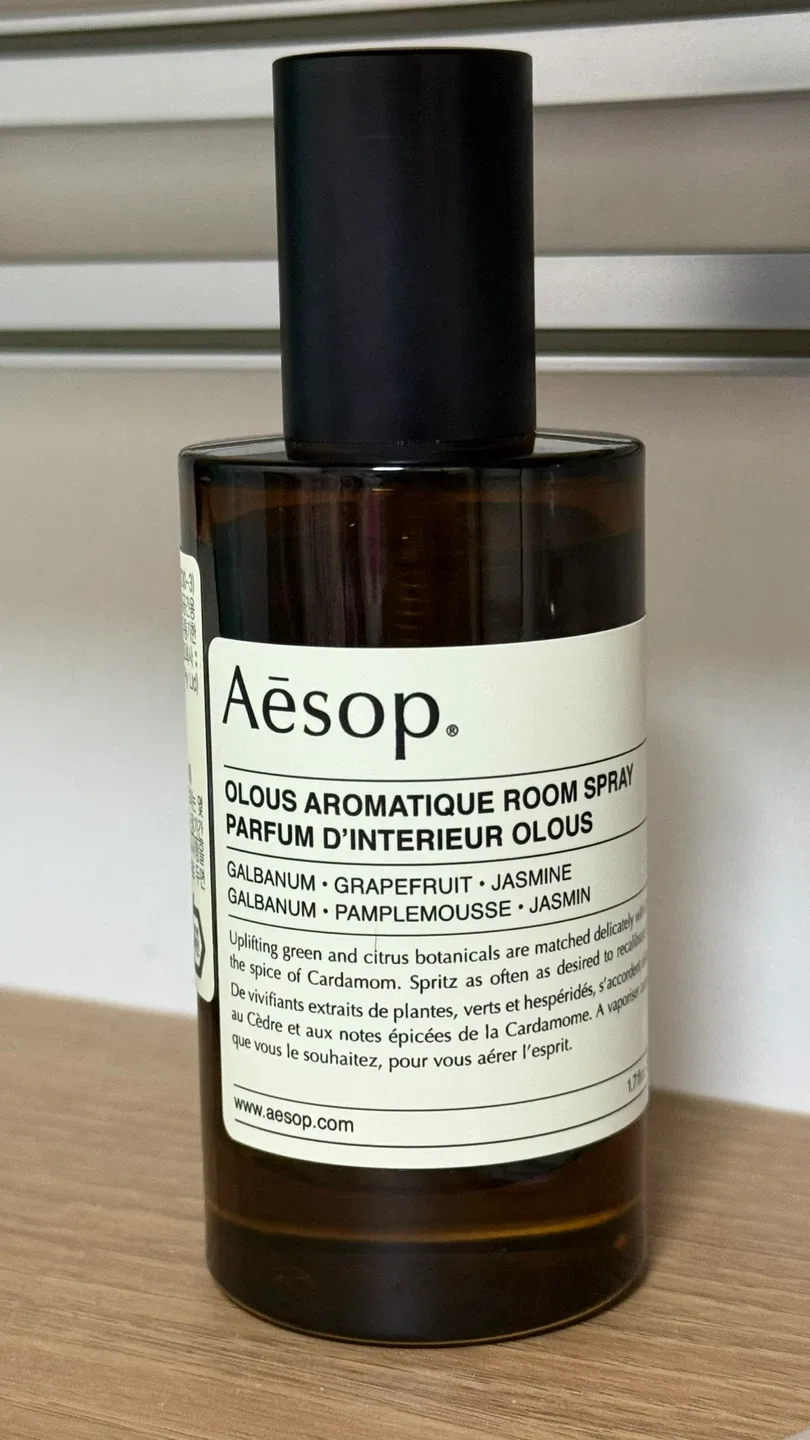 Aēsop®
OLOUS AROMATIQUE ROOM SPRAY
PARFUM D'INTERIEUR OLOUS
GALBANUM • GRAPEFRUIT • JASMINE
GALBANUM • PAMPLEMOUSSE • JASMIN
Uplifting green and citrus botanicals are matched delicately
the spice of Cardamom. Spritz as often as desired to
De vivifiants extraits de plantes, verts et hespéridés, s'accordent
au Cèdre et aux notes épicées de la Cardamome. A vaporiser
que vous le souhaitez, pour vous aérer l'esprit.
www.aesop.com